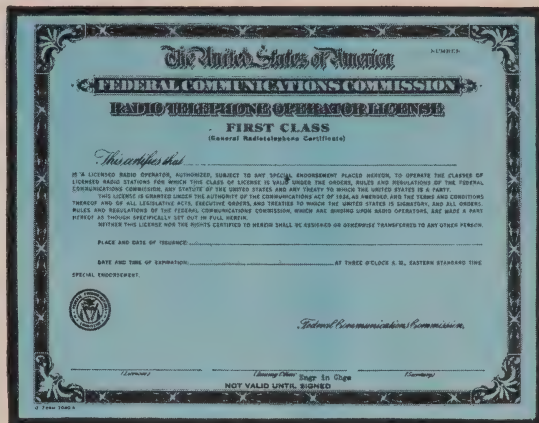 The United States of America
NUMBER
FEDERAL COMMUNICATIONS COMMISSION
RADIO TELEPHONE OPERATOR LICENSE
FIRST CLASS
(General Radiotelephone Certificate)
This certifies that
IS A LICENSED RADIO OPERATOR, AUTHORIZED, SUBJECT TO ANY SPECIAL ENDORSEMENT PLACED HEREON, TO OPERATE THE CLASSES OF
LICENSED RADIO STATIONS FOR WHICH THIS CLASS OF LICENSE IS VALID UNDER THE ORDERS, RULES AND REGULATIONS OF THE FEDERAL
COMMUNICATIONS COMMISSION, ANY STATUTE OF THE UNITED STATES AND ANY TREATY TO WHICH THE UNITED STATES IS A PARTY.
THIS LICENSE IS GRANTED UNDER THE AUTHORITY OF THE COMMUNICATIONS ACT OF 1934, AS AMENDED, AND THE TERMS AND CONDITIONS
THEREOF AND OF ALL LEGISLATIVE ACTS, EXECUTIVE ORDERS, AND TREATIES TO WHICH THE UNITED STATES IS SIGNATORY, AND ALL ORDERS,
RULES AND REGULATIONS OF THE FEDERAL COMMUNICATIONS COMMISSION, WHICH ARE BINDING UPON RADIO OPERATORS, ARE MADE A PART
HEREOF AS THOUGH SPECIFICALLY SET OUT IN FULL HEREIN.
NEITHER THIS LICENSE NOR THE RIGHTS CERTIFIED TO HEREIN SHALL BE ASSIGNED OR OTHERWISE TRANSFERRED TO ANY OTHER PERSON.
PLACE AND DATE OF ISSUANCE:
DATE AND TIME OF EXPIRATION: AT THREE O'CLOCK A. M., EASTERN STANDARD TIME
SPECIAL ENDORSEMENT:
Federal Communications Commission,
(Licensee) (Issuing Officer) Engr in Chge (Secretary)
NOT VALID UNTIL SIGNED